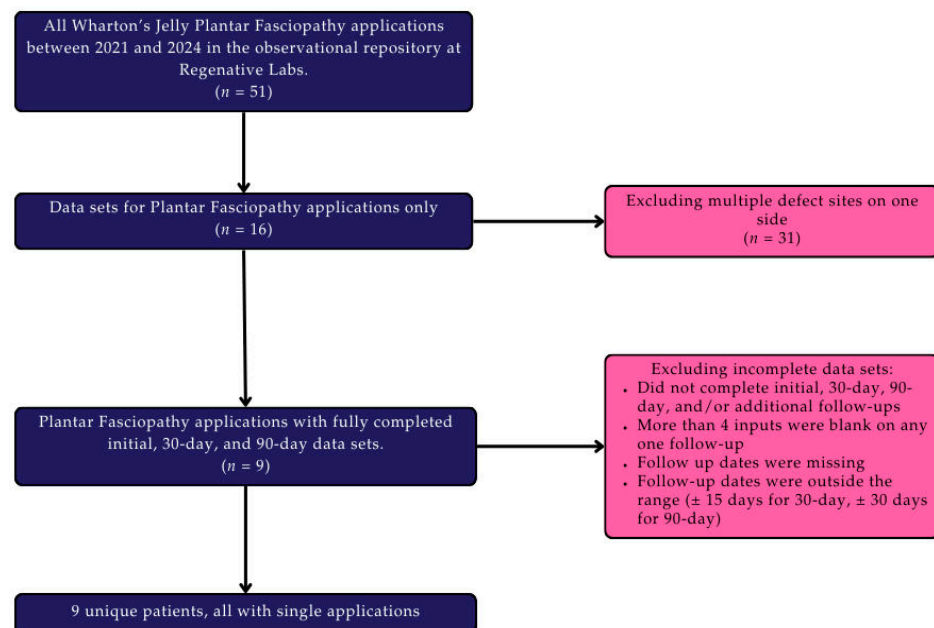 All Wharton's Jelly Plantar Fasciopathy applications
between 2021 and 2024 in the observational repository at
Regenative Labs.
(n = 51)
Data sets for Plantar Fasciopathy applications only
(n = 16)
Excluding multiple defect sites on one
side
(n = 31)
Plantar Fasciopathy applications with fully completed
initial, 30-day, and 90-day data sets.
(n = 9)
Excluding incomplete data sets:
• Did not complete initial, 30-day, 90-
day, and/or additional follow-ups
• More than 4 inputs were blank on any
one follow-up
• Follow up dates were missing
• Follow-up dates were outside the
range (± 15 days for 30-day, ± 30 days
for 90-day)
9 unique patients, all with single applications